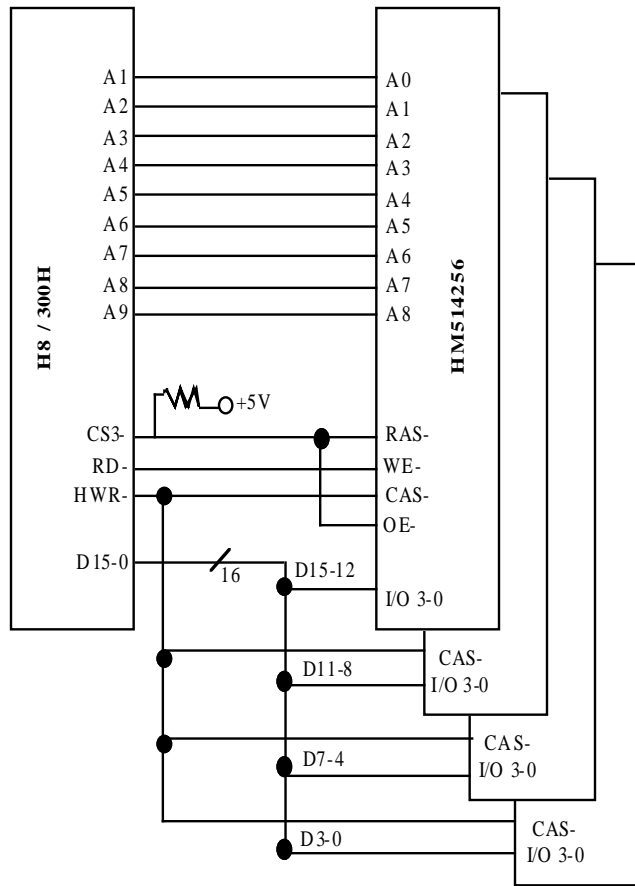 A1
A2
A3
A4
A5
A6
A7
A8
A9
H8 / 300H
CS3-
RD-
HWR-
D15-0
+5V
16
A0
A1
A2
A3
A4
A5
A6
A7
A8
HM514256
RAS-
WE-
CAS-
OE-
D15-12
I/O 3-0
CAS-
D11-8
I/O 3-0
CAS-
D7-4
I/O 3-0
CAS-
D3-0
I/O 3-0